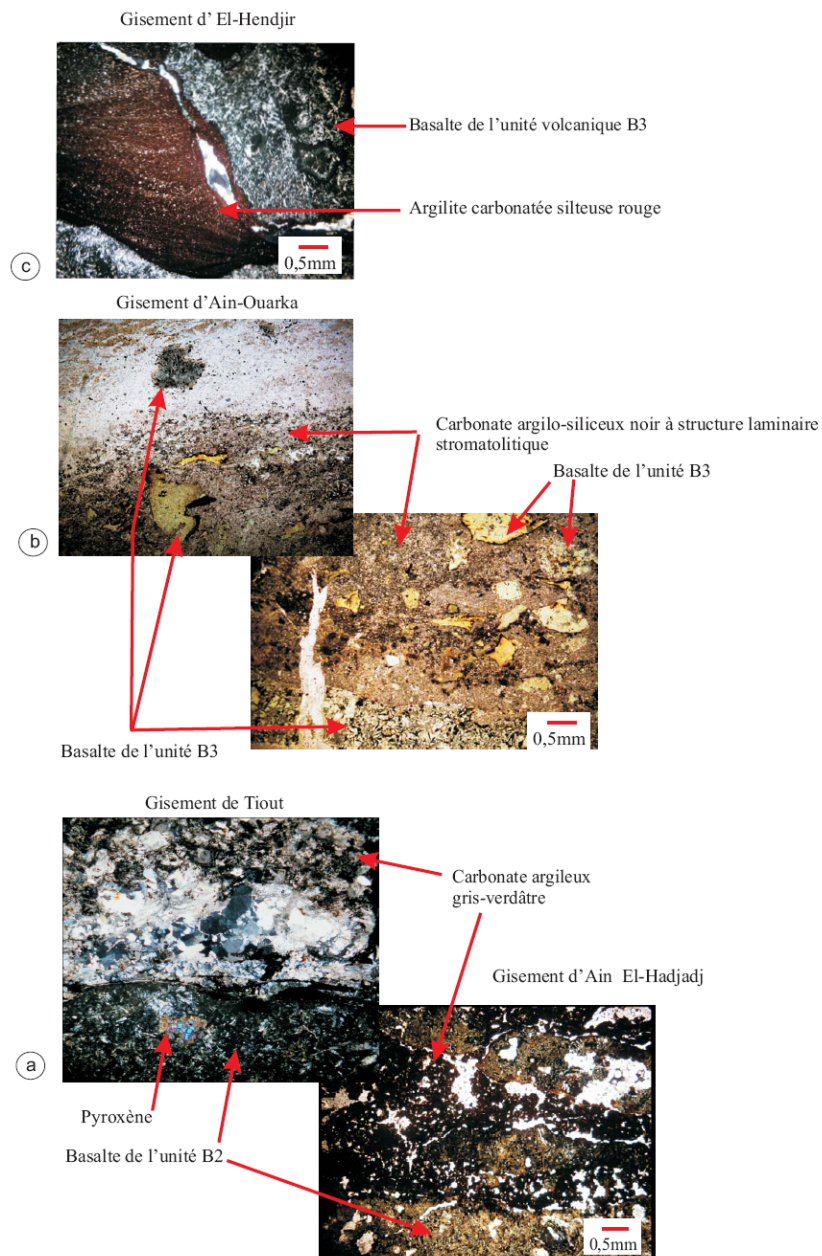 Gisement d' El-Hendjir
Basalte de l'unité volcanique B3
Argilite carbonatée silteuse rouge
0,5mm
c
Gisement d'Ain-Ouarka
Carbonate argilo-siliceux noir à structure laminaire
stromatolitique
Basalte de l'unité B3
b
0,5mm
Basalte de l'unité B3
Gisement de Tiout
Carbonate argileux
gris-verdâtre
Gisement d'Ain El-Hadjadj
a
Pyroxène
Basalte de l'unité B2
0,5mm